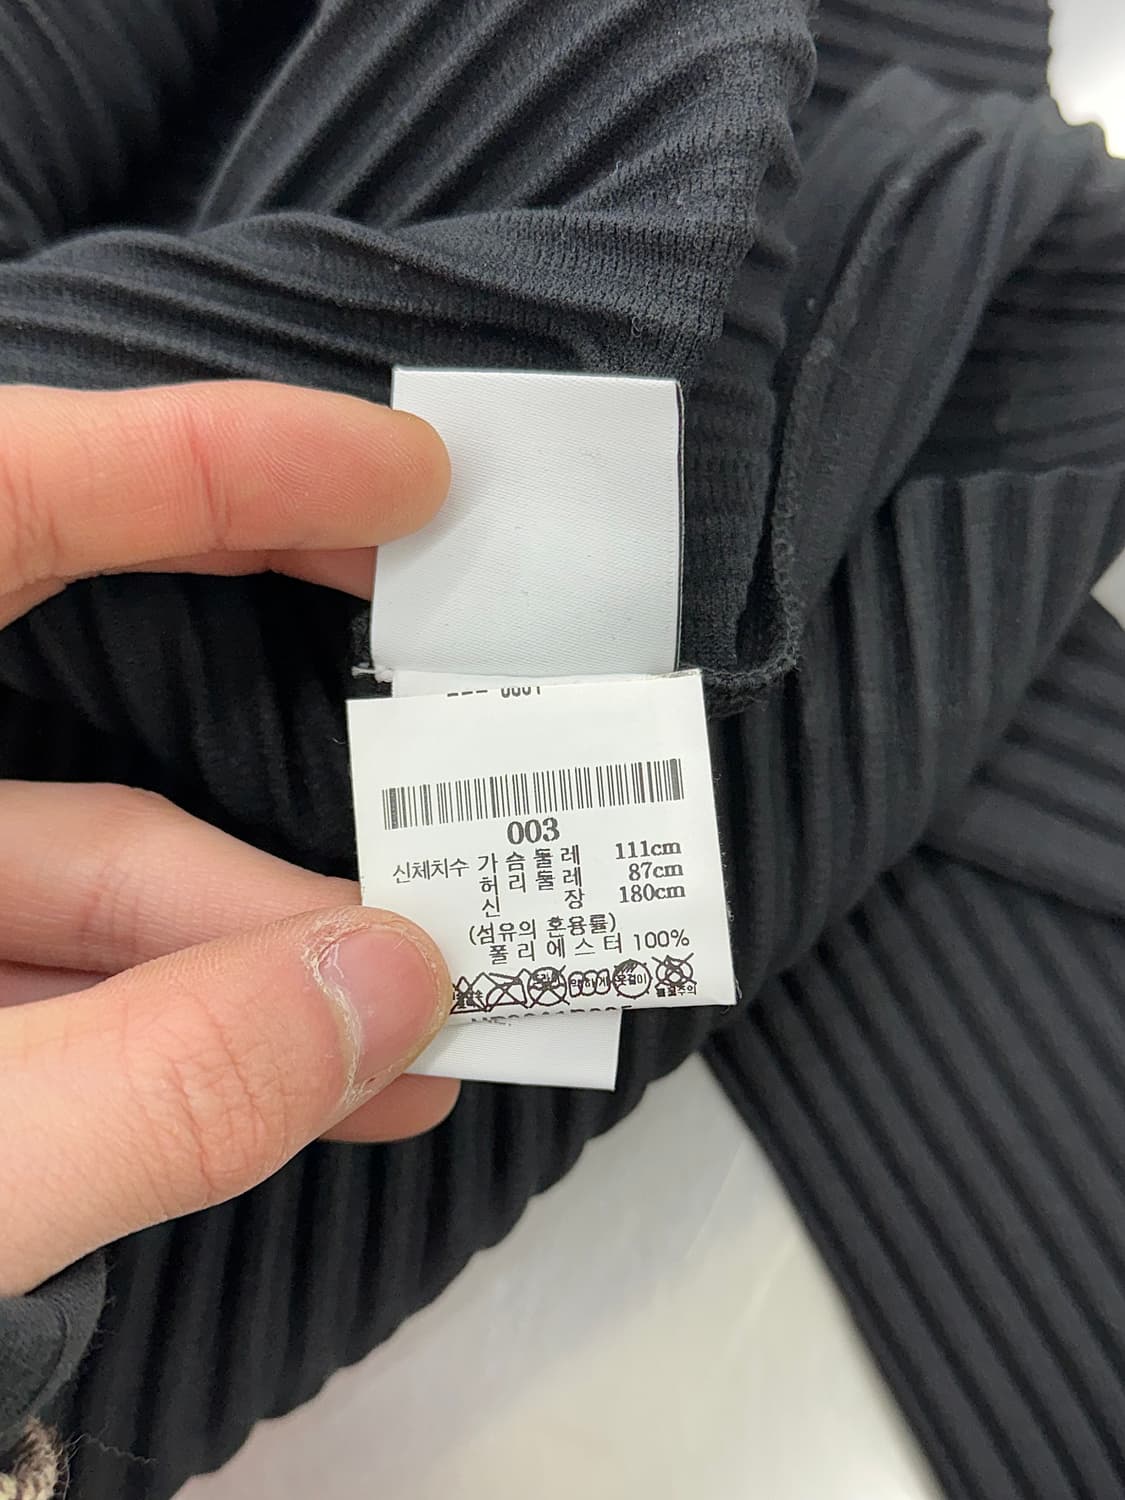 003
신체치수 가슴둘레 111cm
허리둘레 87cm
신장 180cm
(섬유의 혼용률)
폴리에스터 100%